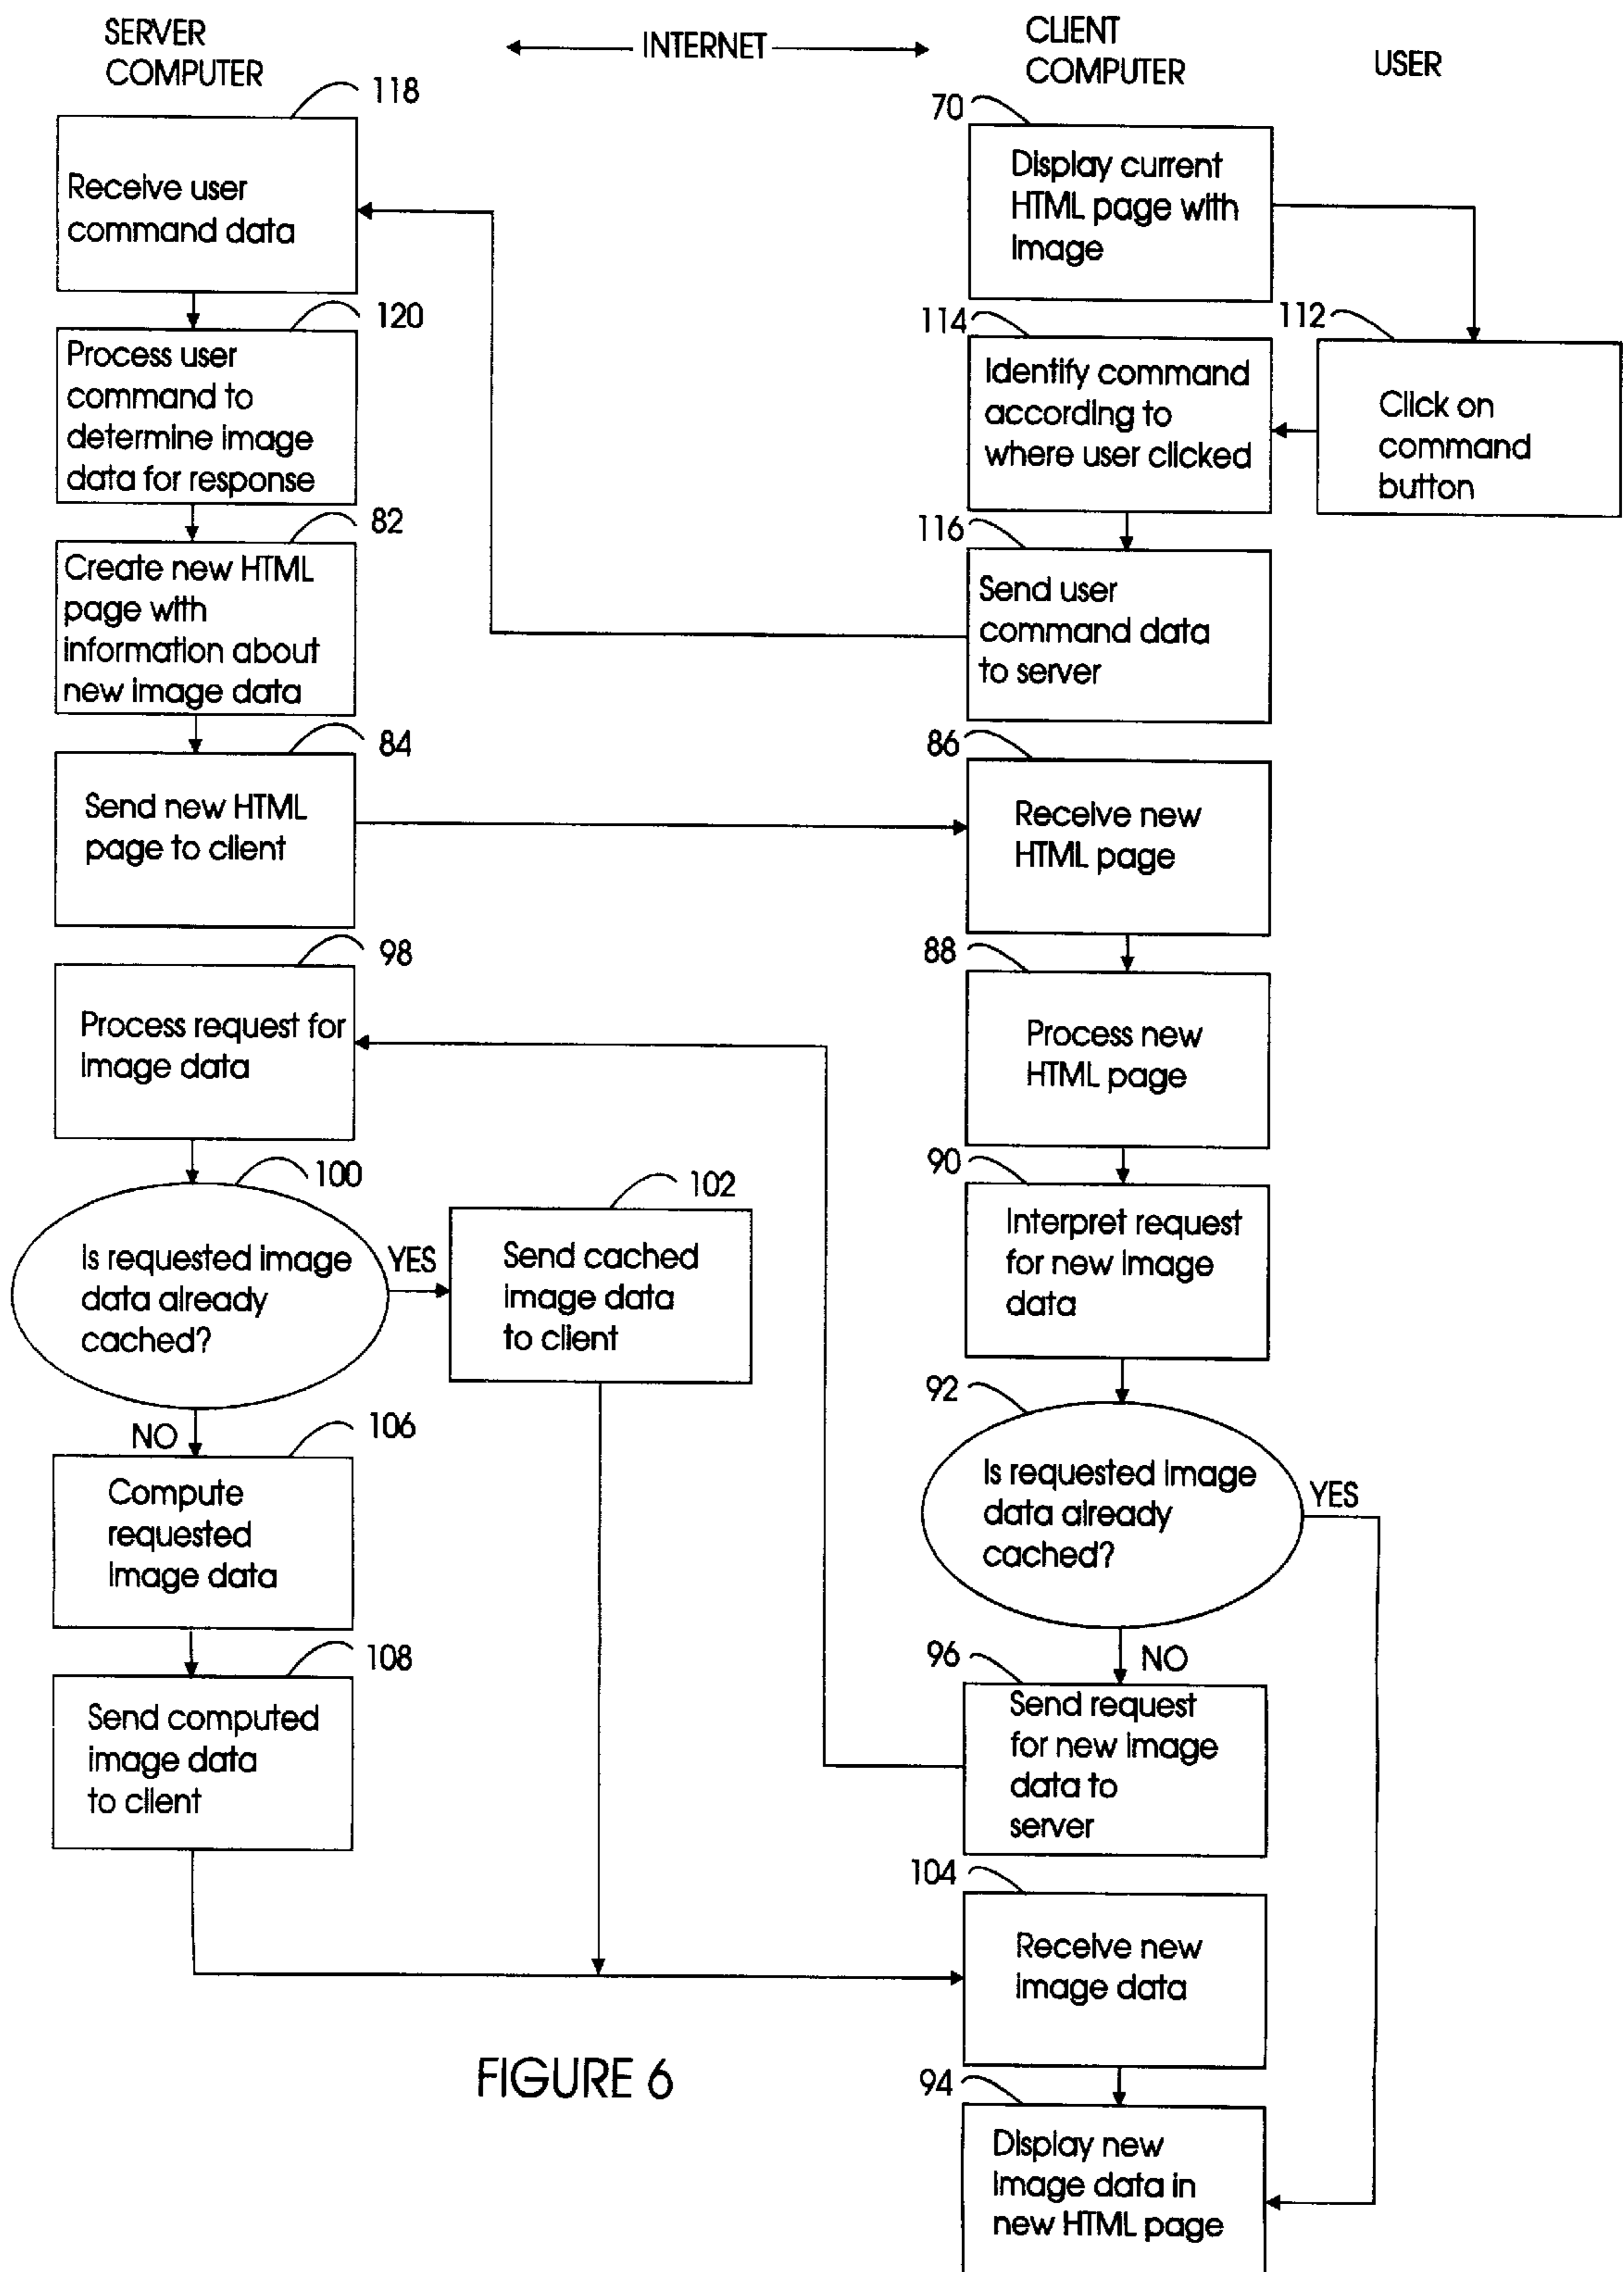 SERVER
COMPUTER
INTERNET
CLIENT
COMPUTER
USER
118
Receive user
command data
70
Display current
HTML page with
image
120
Process user
command to
determine image
data for response
114
Identify command
according to
where user clicked
112
Click on
command
button
82
Create new HTML
page with
information about
new image data
116
Send user
command data
to server
84
Send new HTML
page to client
86
Receive new
HTML page
98
Process request for
image data
88
Process new
HTML page
100
Is requested image
data already
cached?
YES
102
Send cached
image data
to client
90
Interpret request
for new image
data
NO
106
Compute
requested
image data
92
Is requested image
data already
cached?
YES
108
Send computed
image data
to client
NO
96
Send request
for new image
data to
server
104
Receive new
image data
FIGURE 6
94
Display new
image data in
new HTML page